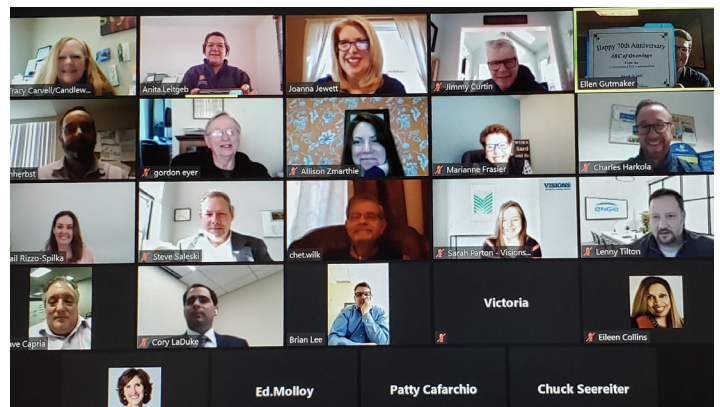 Tracy Carvell/Candlew...
Anita Leitgeb
Joanna Jewett
Jimmy Curtin
Happy 70th Anniversary
ARC of Onondaga
Ellen Gutmaker
nherbst
gordon eyer
Allison Zmarthie
Marianne Frasier
WORK
hard
Charles Harkola
ail Rizzo-Spilka
Steve Saleski
chet.wilk
VISIONS
Sarah Parton - Visions...
ENGIE
Lenny Tilton
ave Capria
Cory LaDuke
Brian Lee
Victoria
Eileen Collins
Ed.Molloy
Patty Cafarchio
Chuck Seereiter